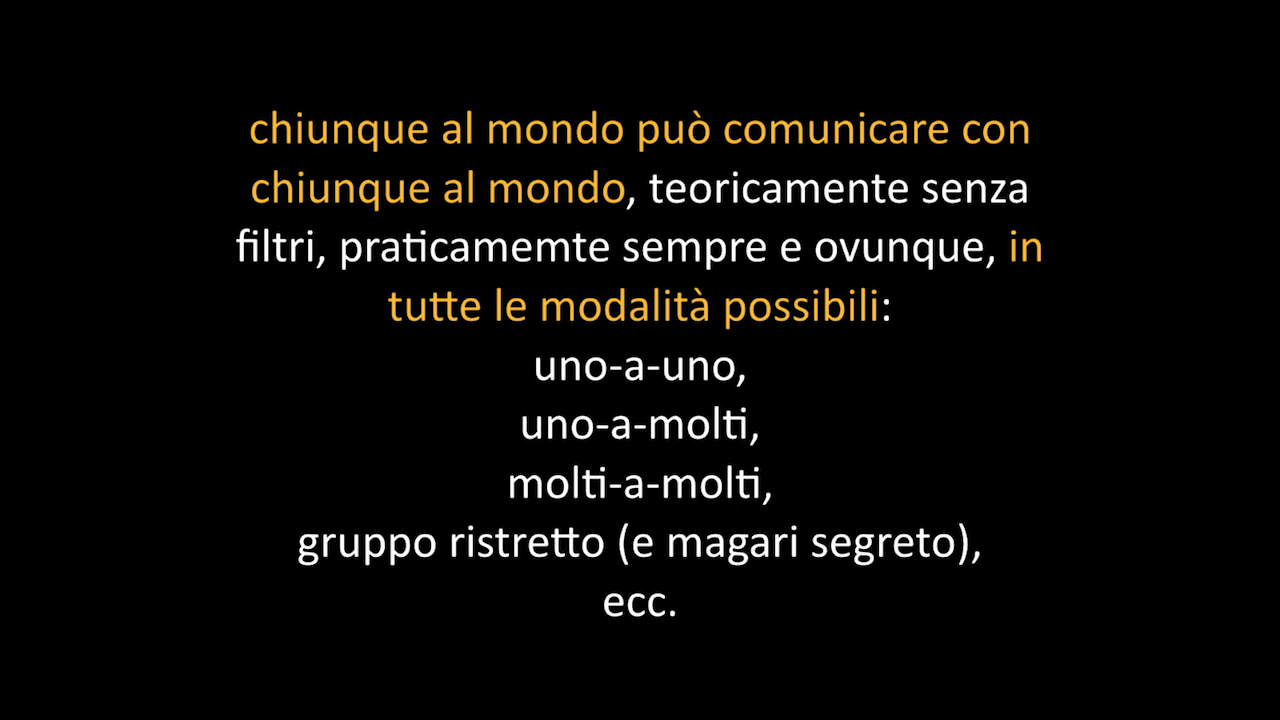 chiunque al mondo può comunicare con
chiunque al mondo, teoricamente senza
filtri, praticamemte sempre e ovunque, in
tutte le modalità possibili:
uno-a-uno,
uno-a-molti,
molti-a-molti,
gruppo ristretto (e magari segreto),
ecc.